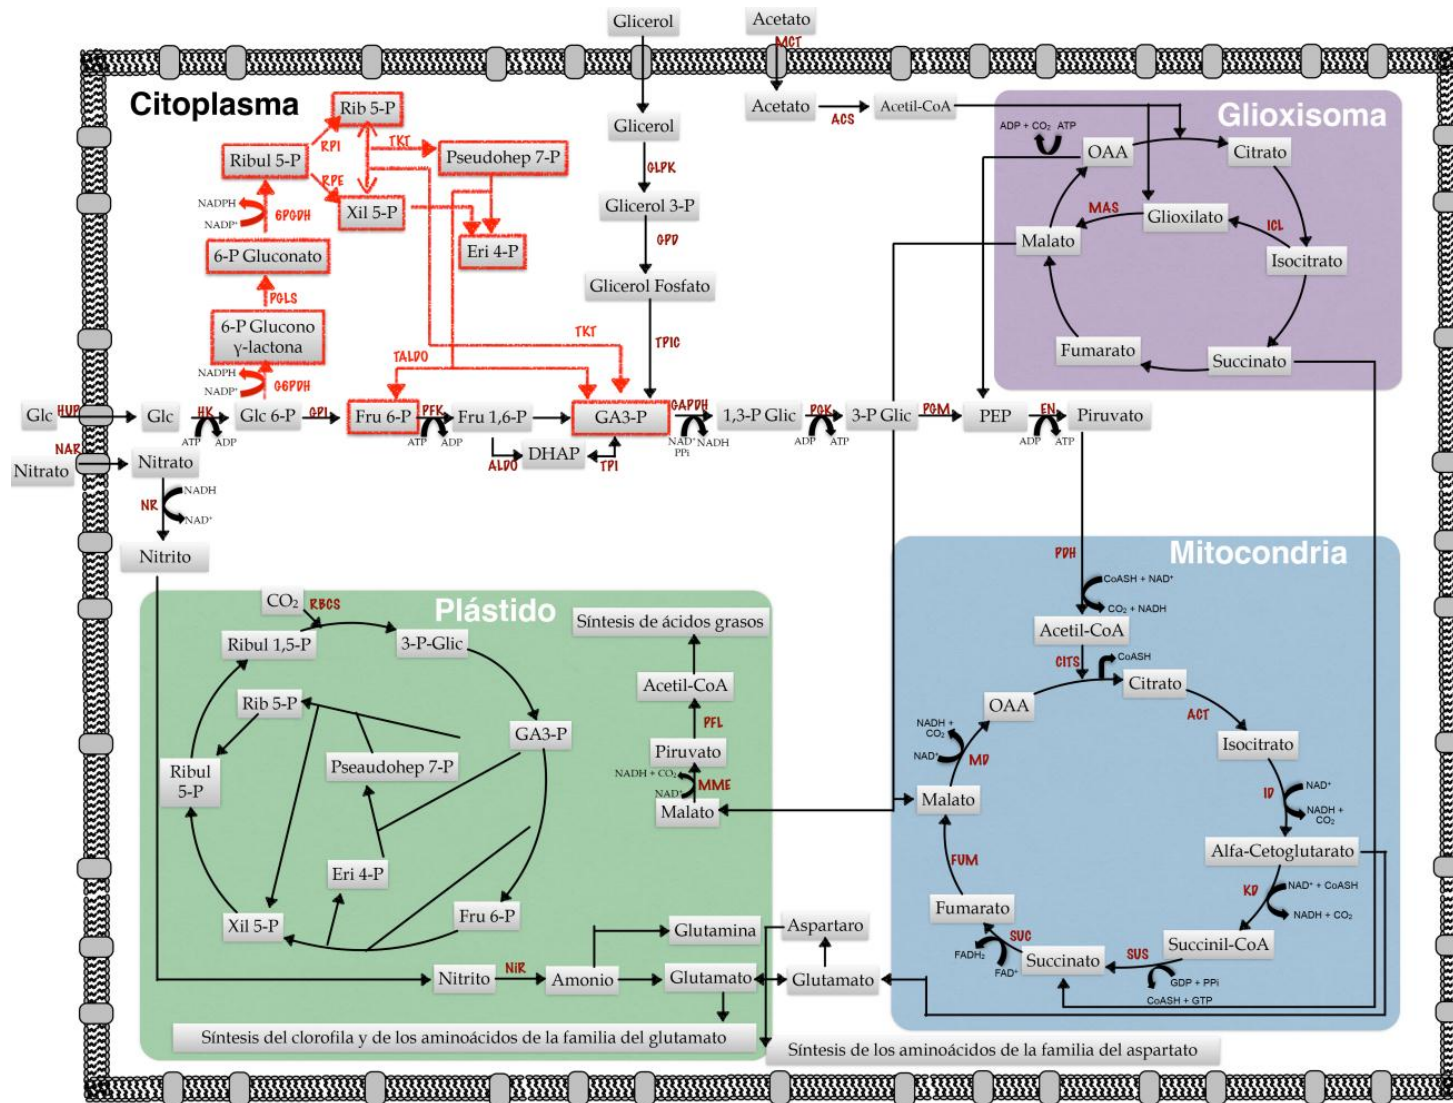 Glicerol
Acetato
MCT
Citoplasma
Glicerol
Acetato
ACS
Acetil-CoA
Glioxisoma
Rib 5-P
RPI
TKT
Ribul 5-P
Pseudohep 7-P
RPE
Xil 5-P
Eri 4-P
NADPH
NADP⁺
6PGDH
6-P Gluconato
PGLS
6-P Glucono
γ-lactona
NADPH
NADP⁺
G6PDH
GLPK
Glicerol 3-P
GPD
Glicerol Fosfato
TPIC
TKT
TALDO
ADP + CO₂ ATP
OAA
Citrato
MAS
Glioxilato
ICL
Malato
Isocitrato
Fumarato
Succinato
Glc
HUP
Glc
HK
ATP
ADP
Glc 6-P
GPI
Fru 6-P
PFK
ATP
ADP
Fru 1,6-P
GA3-P
GAPDH
NAD⁺
PPi
NADH
1,3-P Glic
PGK
ADP
ATP
3-P Glic
PGM
PEP
EN
ADP
ATP
Piruvato
ALDO
DHAP
TPI
NAR
Nitrato
Nitrato
NR
NADH
NAD⁺
Nitrito
Plástido
CO₂
RBCS
Ribul 1,5-P
3-P-Glic
Rib 5-P
GA3-P
Ribul
5-P
Pseaudohep 7-P
Eri 4-P
Xil 5-P
Fru 6-P
Síntesis de ácidos grasos
Acetil-CoA
PFL
Piruvato
NADH + CO₂
NAD⁺
MME
Malato
Nitrito
NiR
Amonio
Glutamina
Glutamato
Aspartaro
Glutamato
Síntesis del clorofila y de los aminoácidos de la familia del glutamato
Síntesis de los aminoácidos de la familia del aspartato
Mitocondria
PDH
CoASH + NAD⁺
CO₂ + NADH
Acetil-CoA
CITS
CoASH
Citrato
OAA
ACT
Isocitrato
NADH +
CO₂
NAD⁺
MD
ID
NAD⁺
NADH +
CO₂
Malato
Alfa-Cetoglutarato
FUM
KD
NAD⁺ + CoASH
NADH + CO₂
Fumarato
SUC
Succinil-CoA
FADH₂
FAD⁺
Succinato
SUS
GDP + PPi
CoASH + GTP